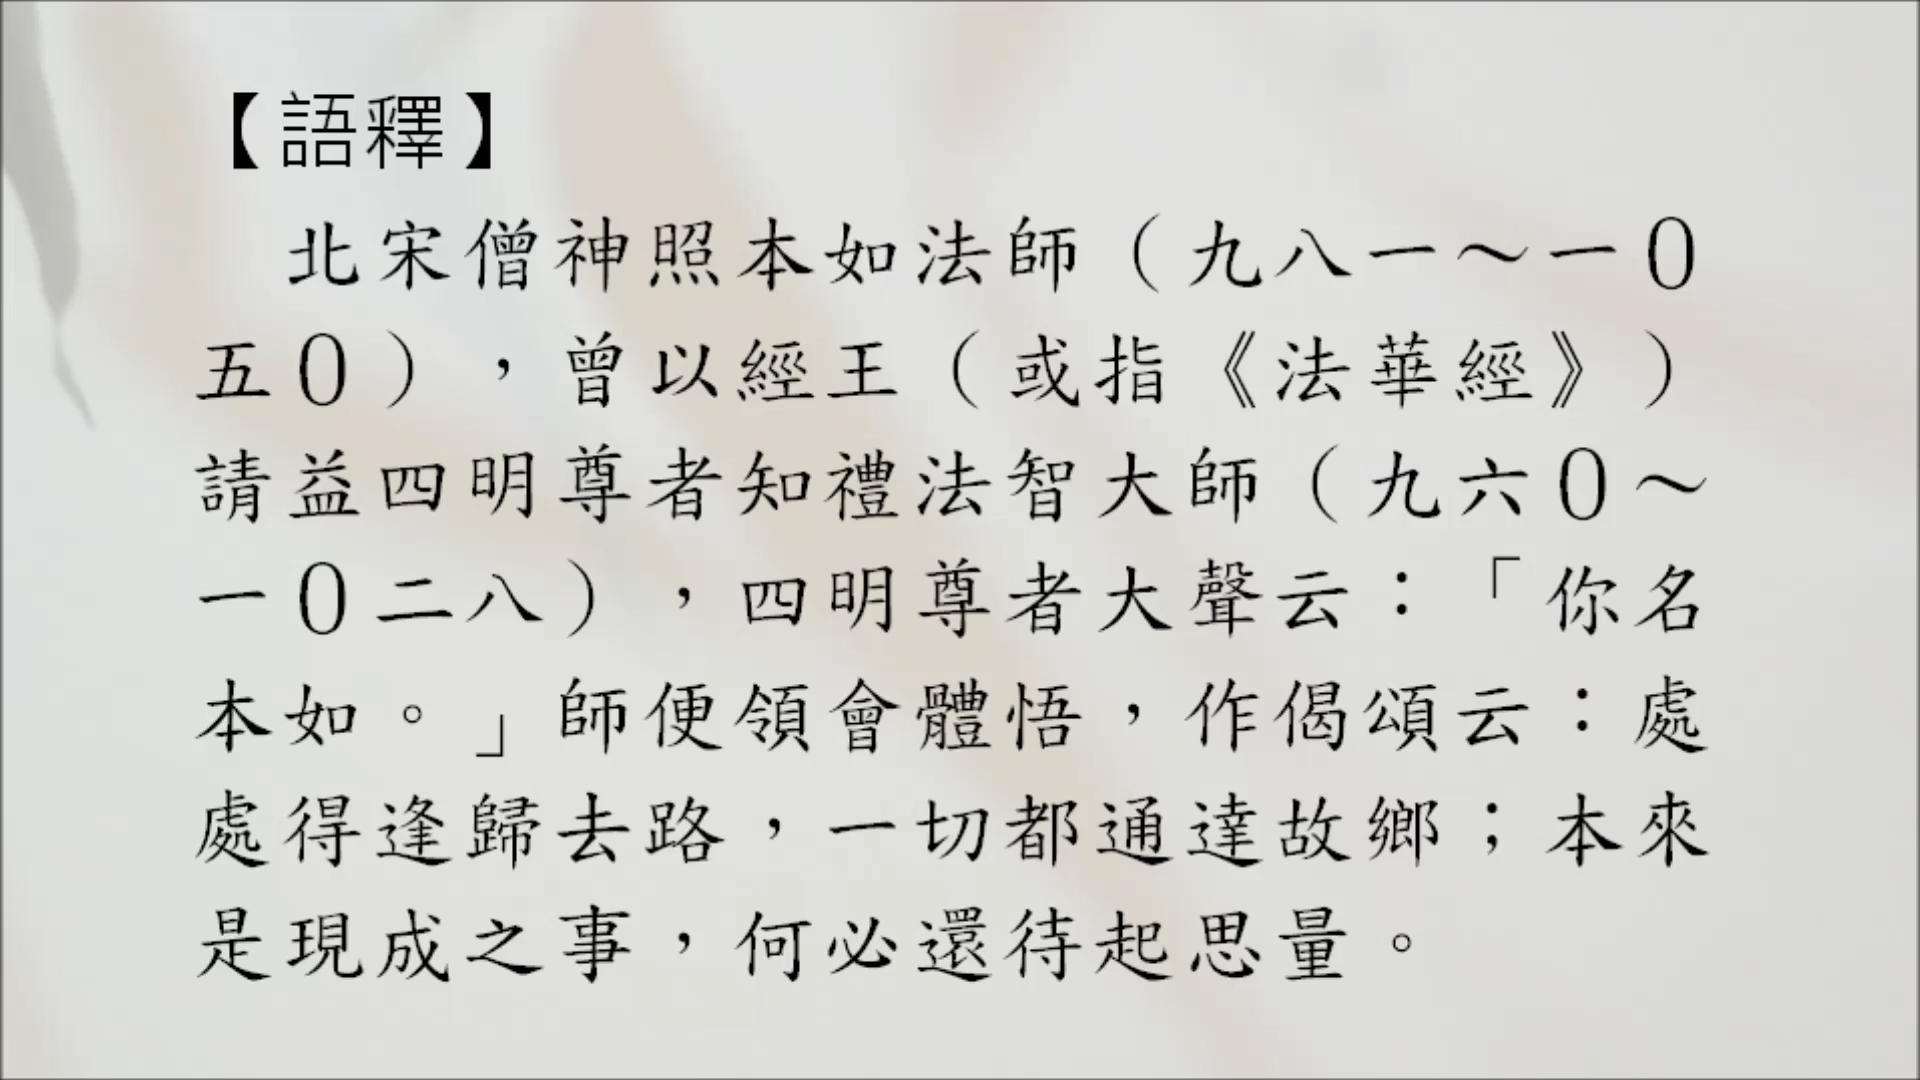 【語釋】
北宋僧神照本如法師（九八一～一０
五０），曾以經王（或指《法華經》）
請益四明尊者知禮法智大師（九六０～
一０二八），四明尊者大聲云：「你名
本如。」師便領會體悟，作偈頌云：處
處得逢歸去路，一切都通達故鄉；本來
是現成之事，何必還待起思量。